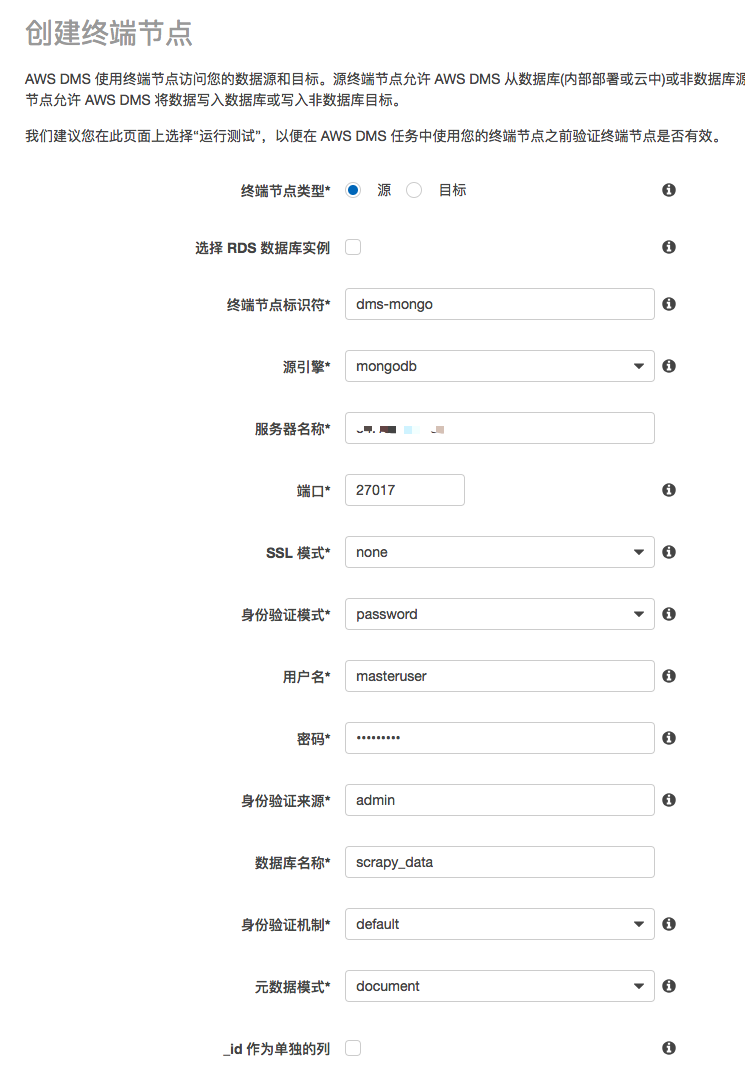 创建终端节点
AWS DMS 使用终端节点访问您的数据源和目标。源终端节点允许 AWS DMS 从数据库(内部部署或云中)或非数据库源
节点允许 AWS DMS 将数据写入数据库或写入非数据库目标。
我们建议您在此页面上选择“运行测试”，以便在 AWS DMS 任务中使用您的终端节点之前验证终端节点是否有效。
终端节点类型* 源 目标
选择 RDS 数据库实例
终端节点标识符* dms-mongo
源引擎* mongodb
服务器名称*
端口* 27017
SSL 模式* none
身份验证模式* password
用户名* masteruser
密码* •••••••••
身份验证来源* admin
数据库名称* scrapy_data
身份验证机制* default
元数据模式* document
_id 作为单独的列